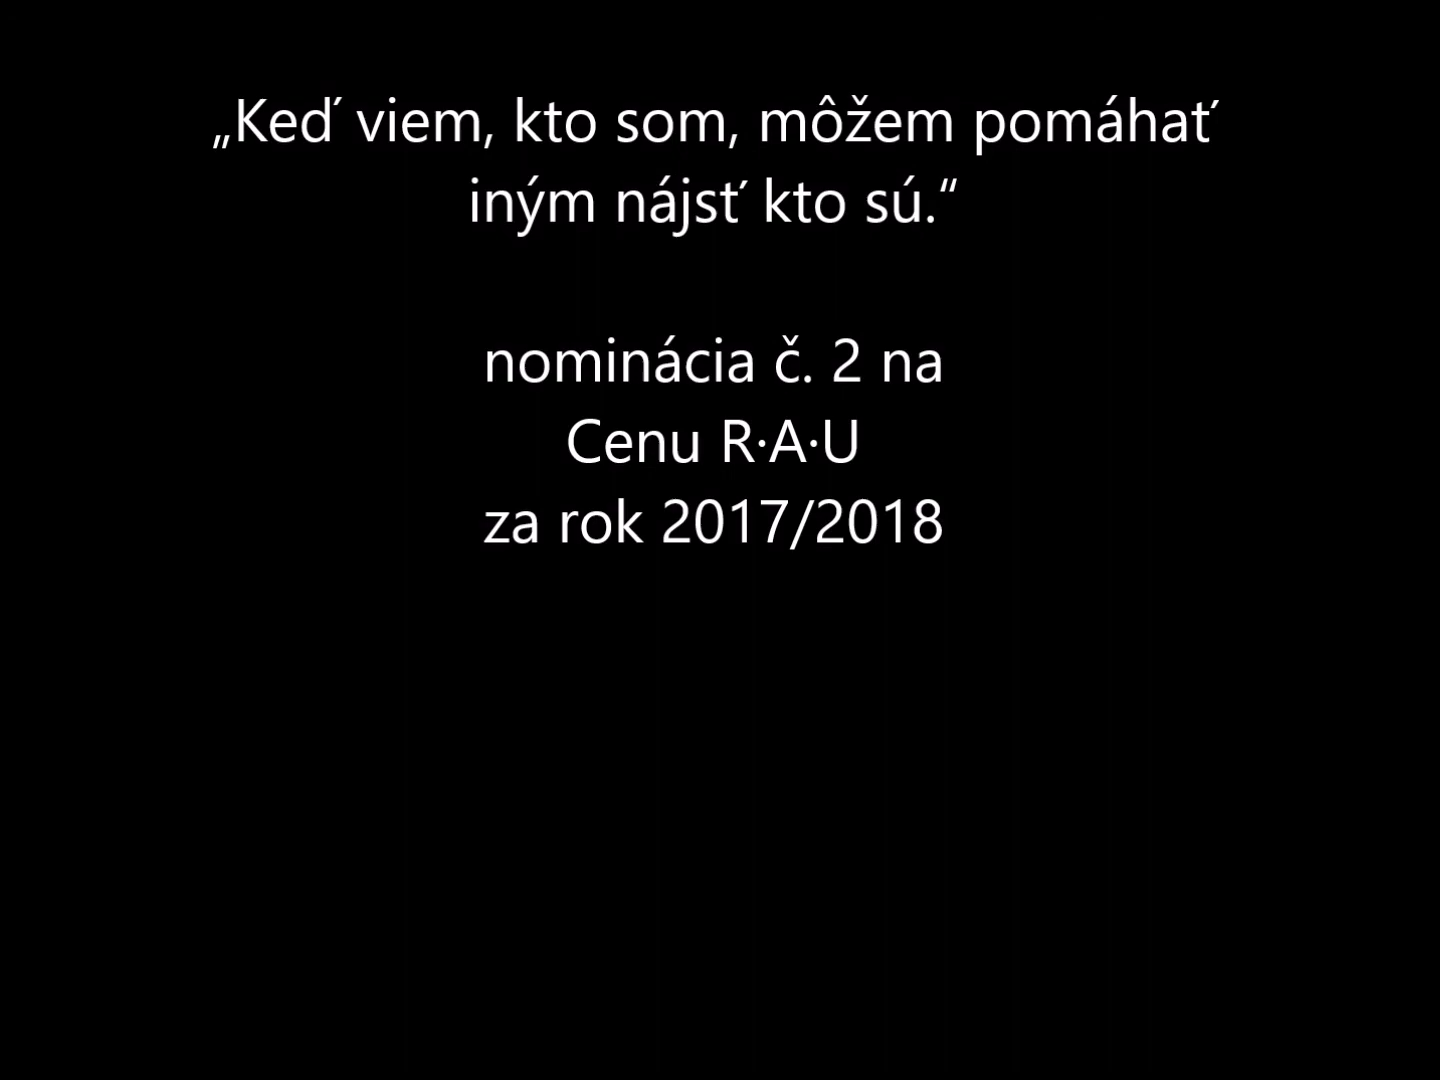 „Keď viem, kto som, môžem pomáhať
iným nájsť kto sú.“
nominácia č. 2 na
Cenu R·A·U
za rok 2017/2018